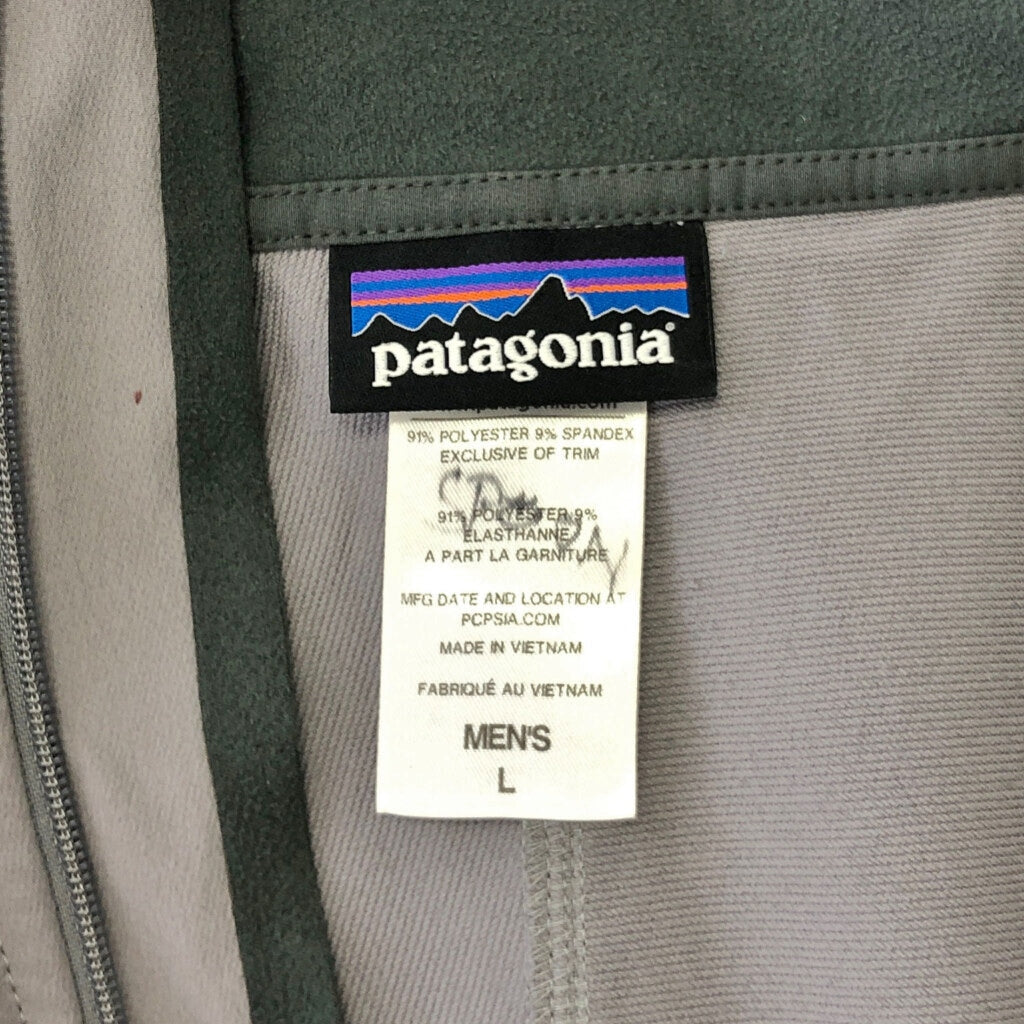 patagonia
91% POLYESTER 9% SPANDEX
EXCLUSIVE OF TRIM
91% POLYESTER 9%
ELASTHANNE
A PART LA GARNITURE
MFG DATE AND LOCATION AT
PCPSIA.COM
MADE IN VIETNAM
FABRIQUÉ AU VIETNAM
MEN'S
L